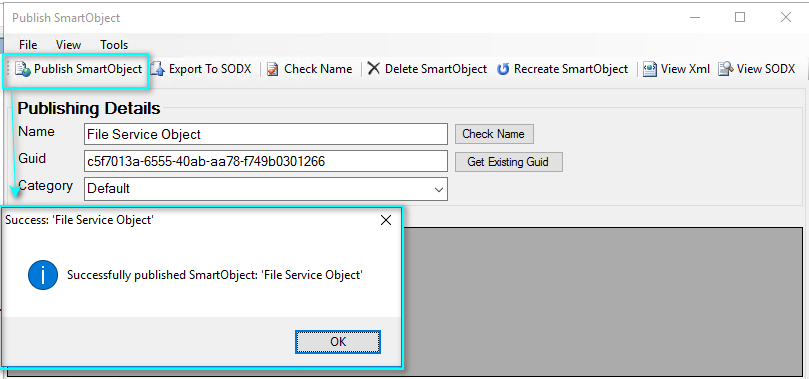 Publish SmartObject
File View Tools
Publish SmartObject Export To SODX Check Name Delete SmartObject Recreate SmartObject View Xml View SODX
Publishing Details
Name File Service Object Check Name
Guid c5f7013a-6555-40ab-aa78-f749b0301266 Get Existing Guid
Category Default
Success: 'File Service Object'
Successfully published SmartObject: 'File Service Object'
OK